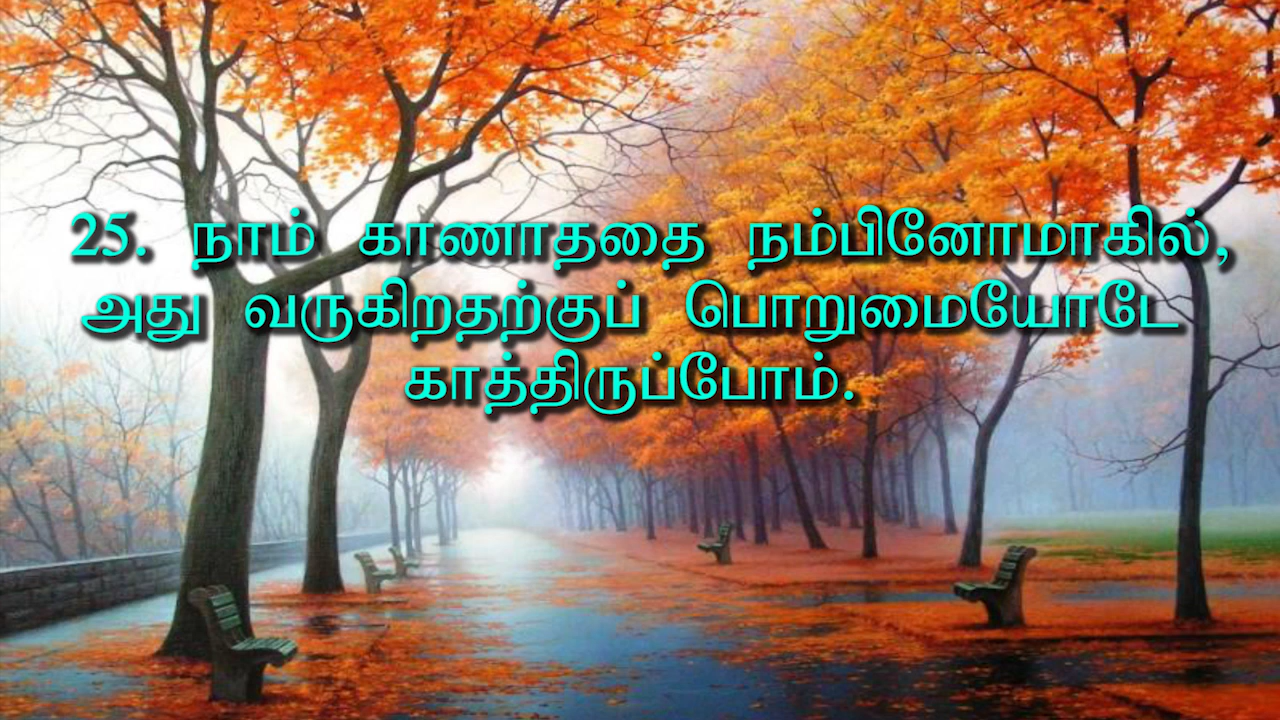 25. நாம் காணாததை நம்பினோமாகில்,
அது வருகிறதற்குப் பொறுமையோடே
காத்திருப்போம்.